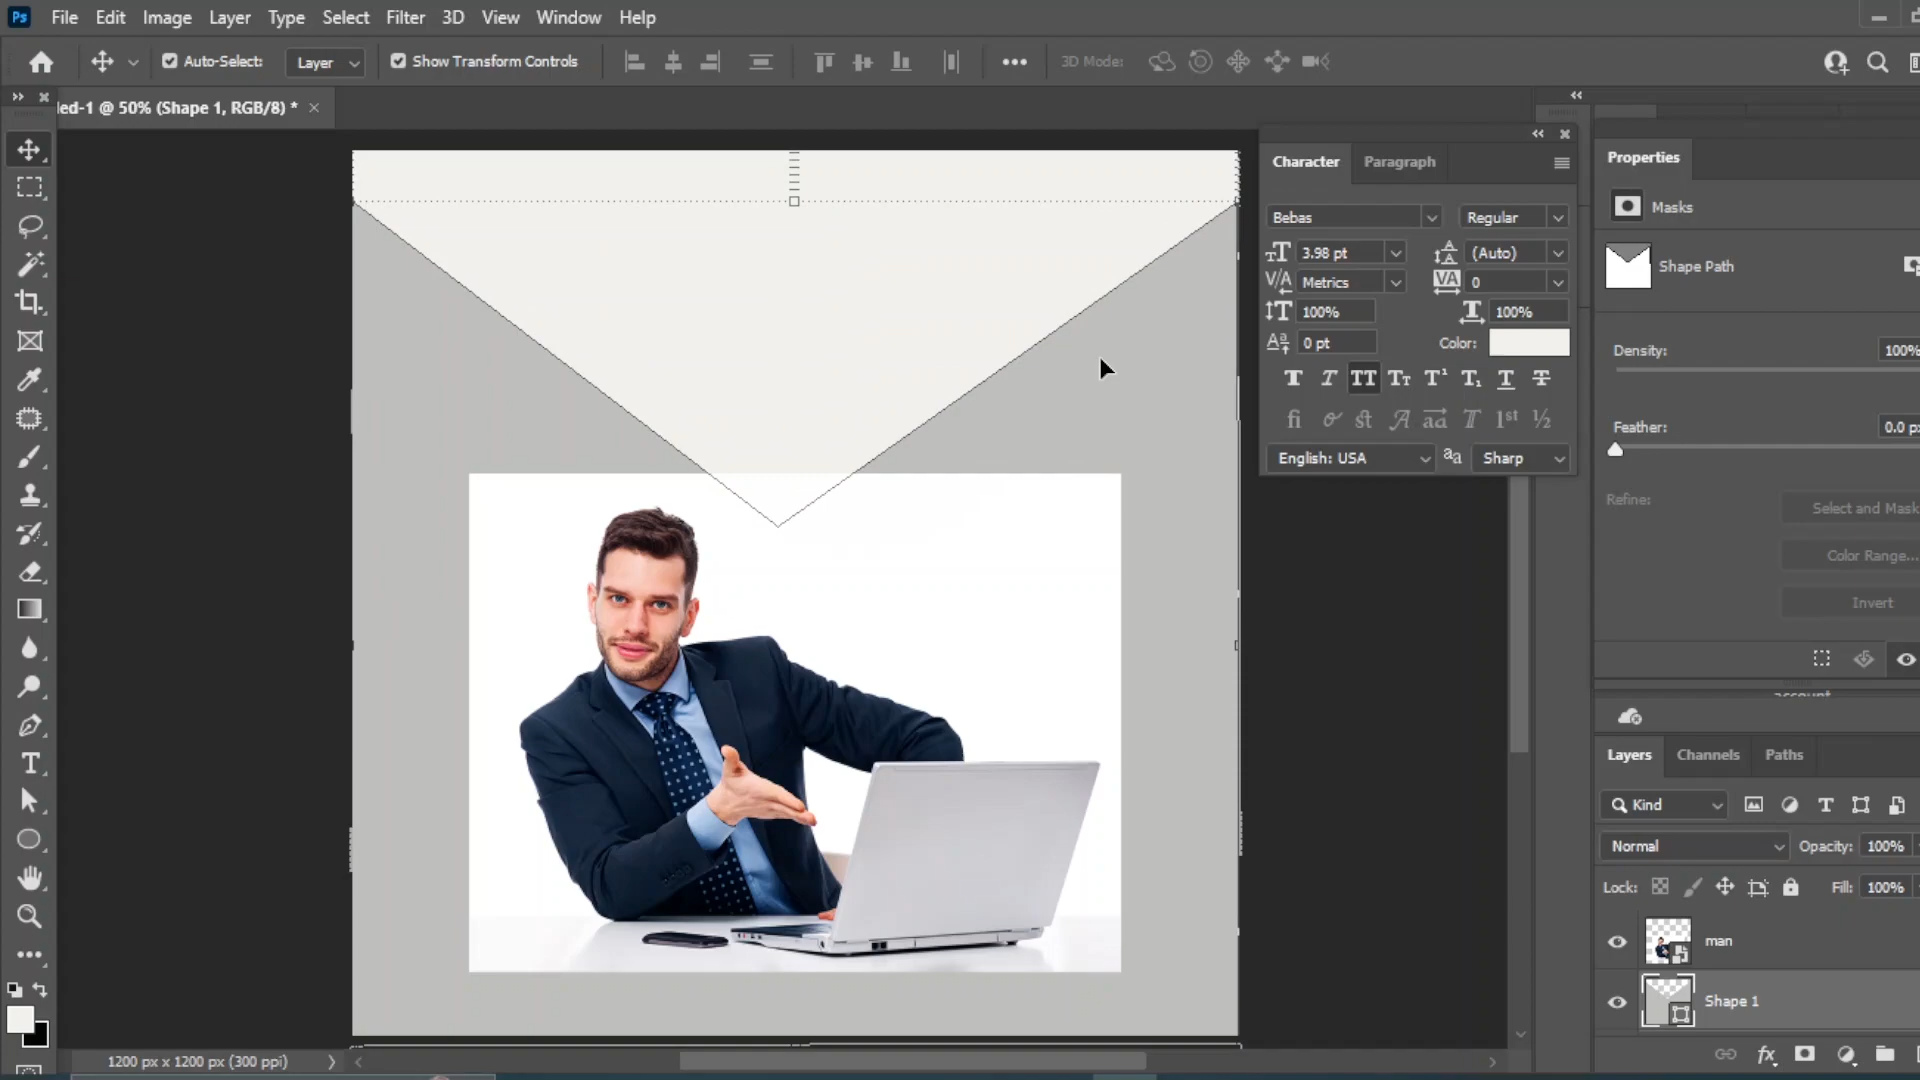 Ps File Edit Image Layer Type Select Filter 3D View Window Help
Auto-Select: Layer Show Transform Controls 3D Mode:
led-1 @ 50% (Shape 1, RGB/8) *
Character Paragraph
Bebas Regular
3.98 pt (Auto)
Metrics 0
100% 100%
0 pt Color:
English: USA Sharp
Properties
Masks
Shape Path
Density: 100%
Feather: 0.0 px
Refine: Select and Mask
Color Range...
Invert
account
Layers Channels Paths
Kind
Normal Opacity: 100%
Lock: Fill: 100%
man
Shape 1
1200 px x 1200 px (300 ppi)